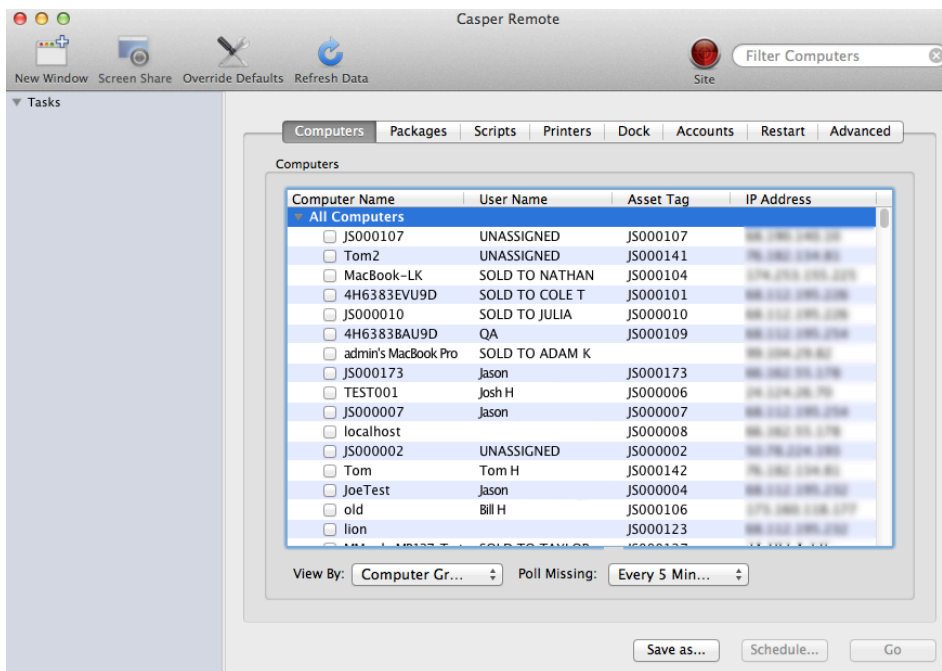 Casper Remote
New Window Screen Share Override Defaults Refresh Data Site Filter Computers
Tasks
Computers Packages Scripts Printers Dock Accounts Restart Advanced
Computers
Computer Name User Name Asset Tag IP Address
All Computers
JS000107 UNASSIGNED JS000107
Tom2 UNASSIGNED JS000141
MacBook-LK SOLD TO NATHAN JS000104
4H6383EVU9D SOLD TO COLE T JS000101
JS000010 SOLD TO JULIA JS000010
4H6383BAU9D QA JS000109
admin's MacBook Pro SOLD TO ADAM K
JS000173 Jason JS000173
TEST001 Josh H JS000006
JS000007 Jason JS000007
localhost JS000008
JS000002 UNASSIGNED JS000002
Tom Tom H JS000142
JoeTest Jason JS000004
old Bill H JS000106
lion JS000123
View By: Computer Gr... Poll Missing: Every 5 Min...
Save as... Schedule... Go